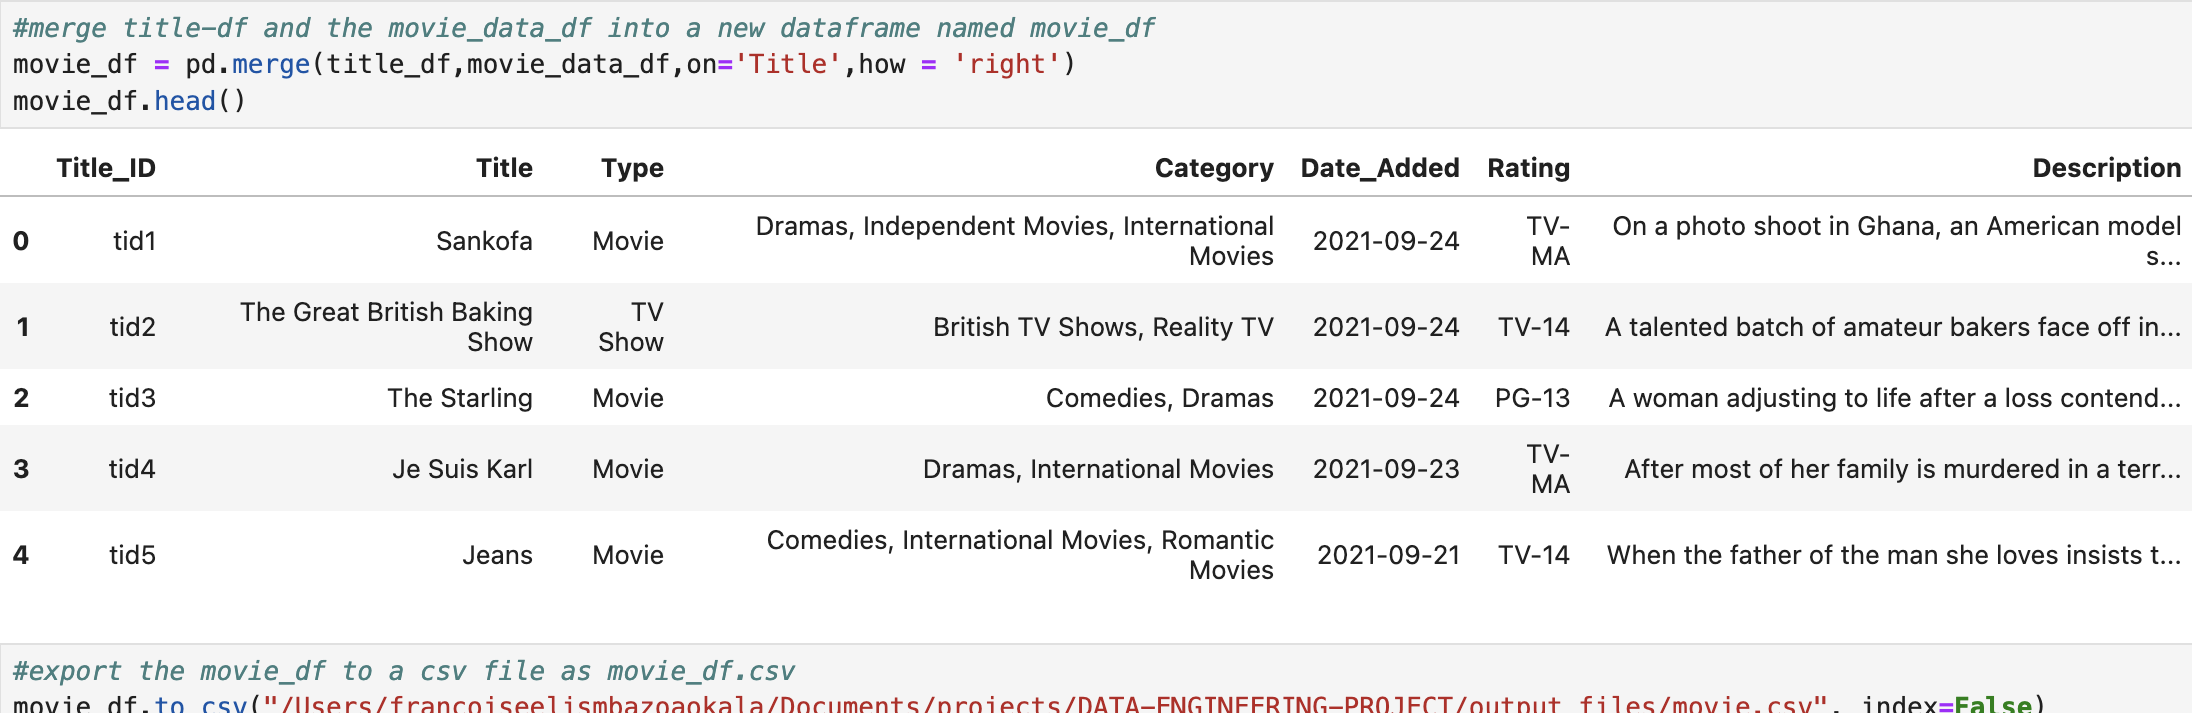 #merge title-df and the movie_data_df into a new dataframe named movie_df
movie_df = pd.merge(title_df,movie_data_df,on='Title',how = 'right')
movie_df.head()
Title_ID Title Type Category Date_Added Rating Description
0 tid1 Sankofa Movie Dramas, Independent Movies, International Movies 2021-09-24 TV-MA On a photo shoot in Ghana, an American model s...
1 tid2 The Great British Baking Show TV Show British TV Shows, Reality TV 2021-09-24 TV-14 A talented batch of amateur bakers face off in...
2 tid3 The Starling Movie Comedies, Dramas 2021-09-24 PG-13 A woman adjusting to life after a loss contend...
3 tid4 Je Suis Karl Movie Dramas, International Movies 2021-09-23 TV-MA After most of her family is murdered in a terr...
4 tid5 Jeans Movie Comedies, International Movies, Romantic Movies 2021-09-21 TV-14 When the father of the man she loves insists t...
#export the movie_df to a csv file as movie_df.csv
movie_df.to_csv("/Users/francoiseelismbazoaokala/Documents/projects/DATA-ENGINEERING-PROJECT/output_files/movie.csv", index=False)